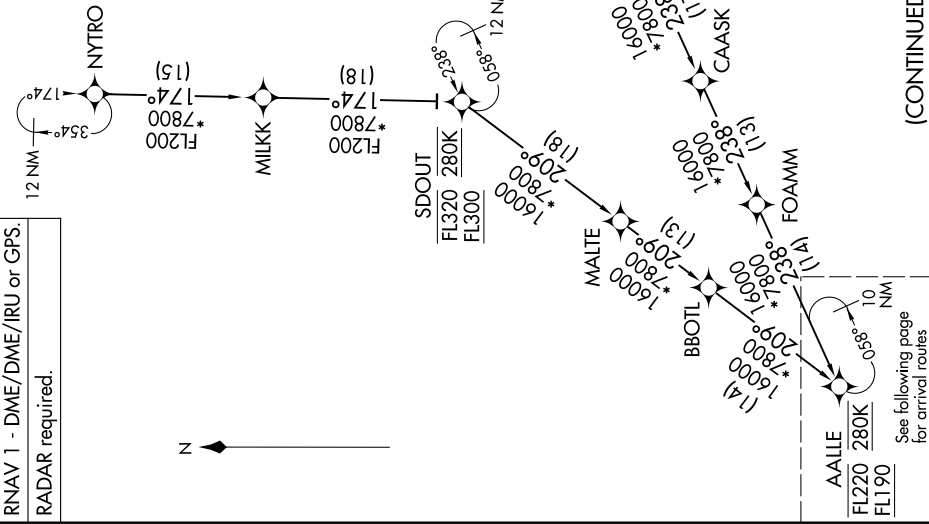 RNAV 1 - DME/DME/IRU or GPS.
RADAR required.
NYTRO
12 NM
174°
354°
(15)
174°
*7800
FL200
MILKK
(18)
174°
*7800
FL200
238°
058°
SDOUT
FL320 280K
FL300
(18)
209°
*7800
16000
MALTE
(13)
209°
*7800
16000
BBOTL
209°
*7800
16000
(14)
16000
*7800
238°
CAASK
(13)
238°
*7800
16000
FOAMM
(14)
238°
*7800
16000
10
NM
058°
AALLE
FL220 280K
FL190
See following page
for arrival routes
N
(CONTINUED